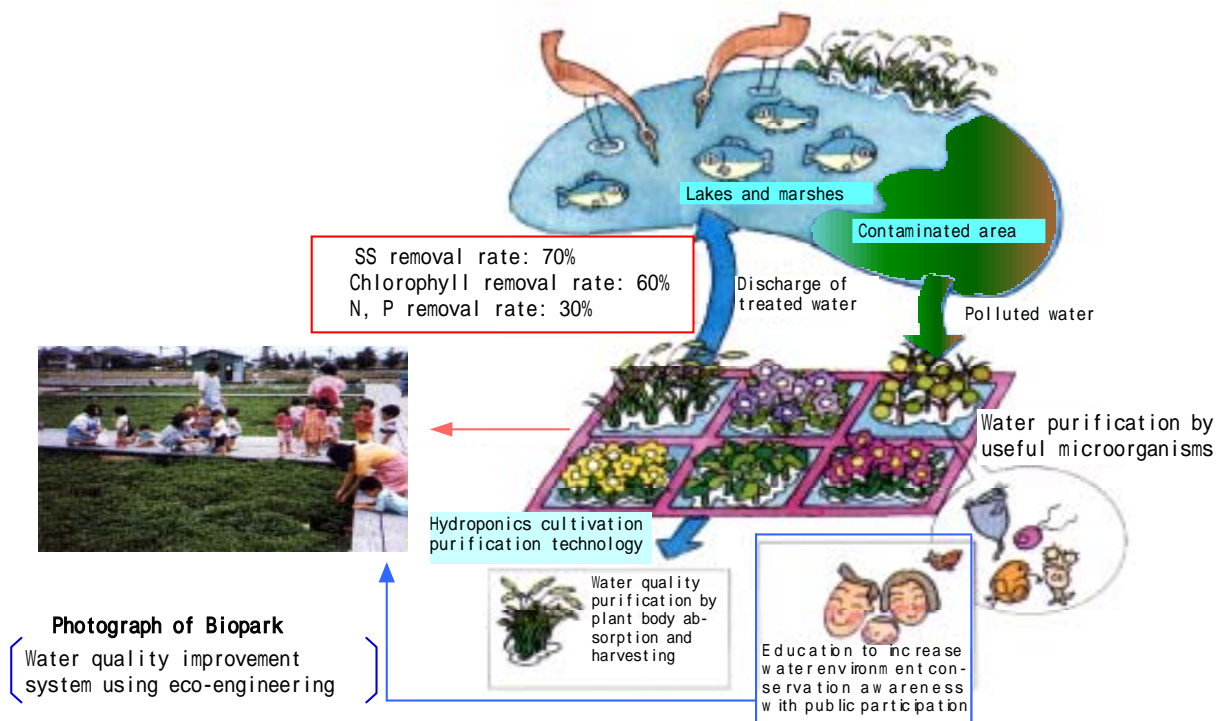 Lakes and marshes
Contaminated area
SS removal rate: 70%
Chlorophyll removal rate: 60%
N, P removal rate: 30%
Discharge of
treated water
Polluted water
Water purification by
useful microorganisms
Hydroponics cultivation
purification technology
Water quality
purification by
plant body ab-
sorption and
harvesting
Education to increase
water environment con-
servation awareness
with public participation
Photograph of Biopark
Water quality improvement
system using eco-engineering